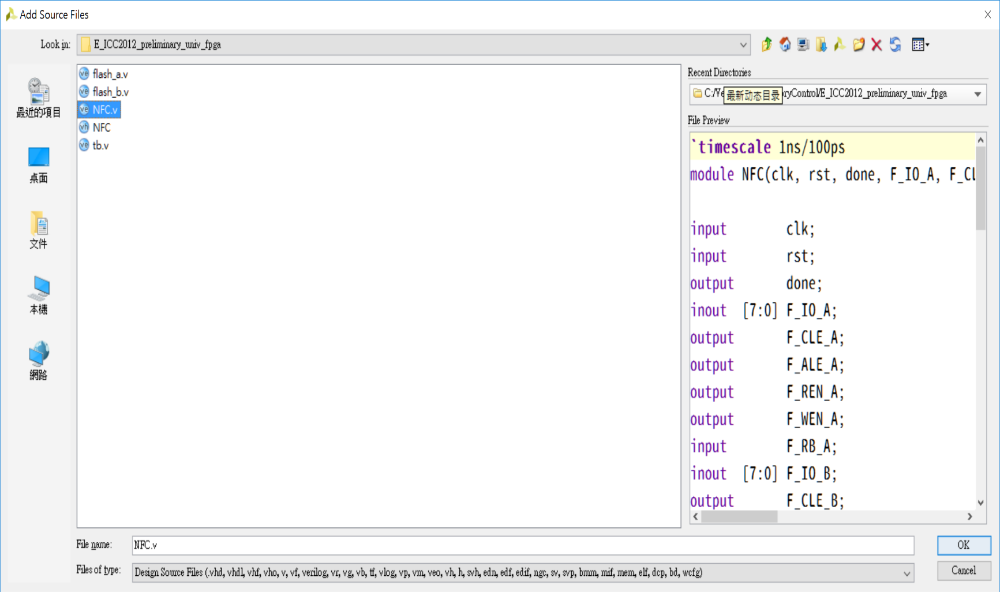 Add Source Files
Look in:
E_ICC2012_preliminary_univ_fpga
最近的項目
桌面
文件
本機
網路
flash_a.v
flash_b.v
NFC.v
NFC
tb.v
Recent Directories
C:/Ve 最新动态目录 ryControl/E_ICC2012_preliminary_univ_fpga
File Preview
`timescale 1ns/100ps
module NFC(clk, rst, done, F_IO_A, F_CL
input clk;
input rst;
output done;
inout [7:0] F_IO_A;
output F_CLE_A;
output F_ALE_A;
output F_REN_A;
output F_WEN_A;
input F_RB_A;
inout [7:0] F_IO_B;
output F_CLE_B;
File name:
NFC.v
OK
Files of type:
Design Source Files (.vhd, vhdl, vhf, vho, v, vf, verilog, vr, vg, vb, tf, vlog, vp, vm, veo, vh, h, svh, edn, edf, edif, ngc, sv, svp, bmm, mif, mem, elf, dcp, bd, wcfg)
Cancel